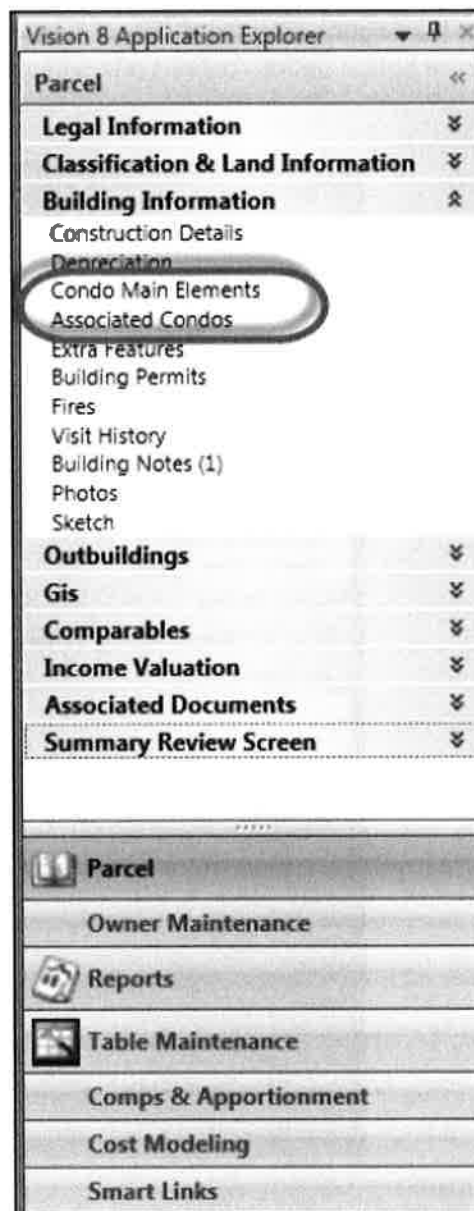 Vision 8 Application Explorer
Parcel
Legal Information
Classification & Land Information
Building Information
Construction Details
Depreciation
Condo Main Elements
Associated Condos
Extra Features
Building Permits
Fires
Visit History
Building Notes (1)
Photos
Sketch
Outbuildings
Gis
Comparables
Income Valuation
Associated Documents
Summary Review Screen
Parcel
Owner Maintenance
Reports
Table Maintenance
Comps & Apportionment
Cost Modeling
Smart Links